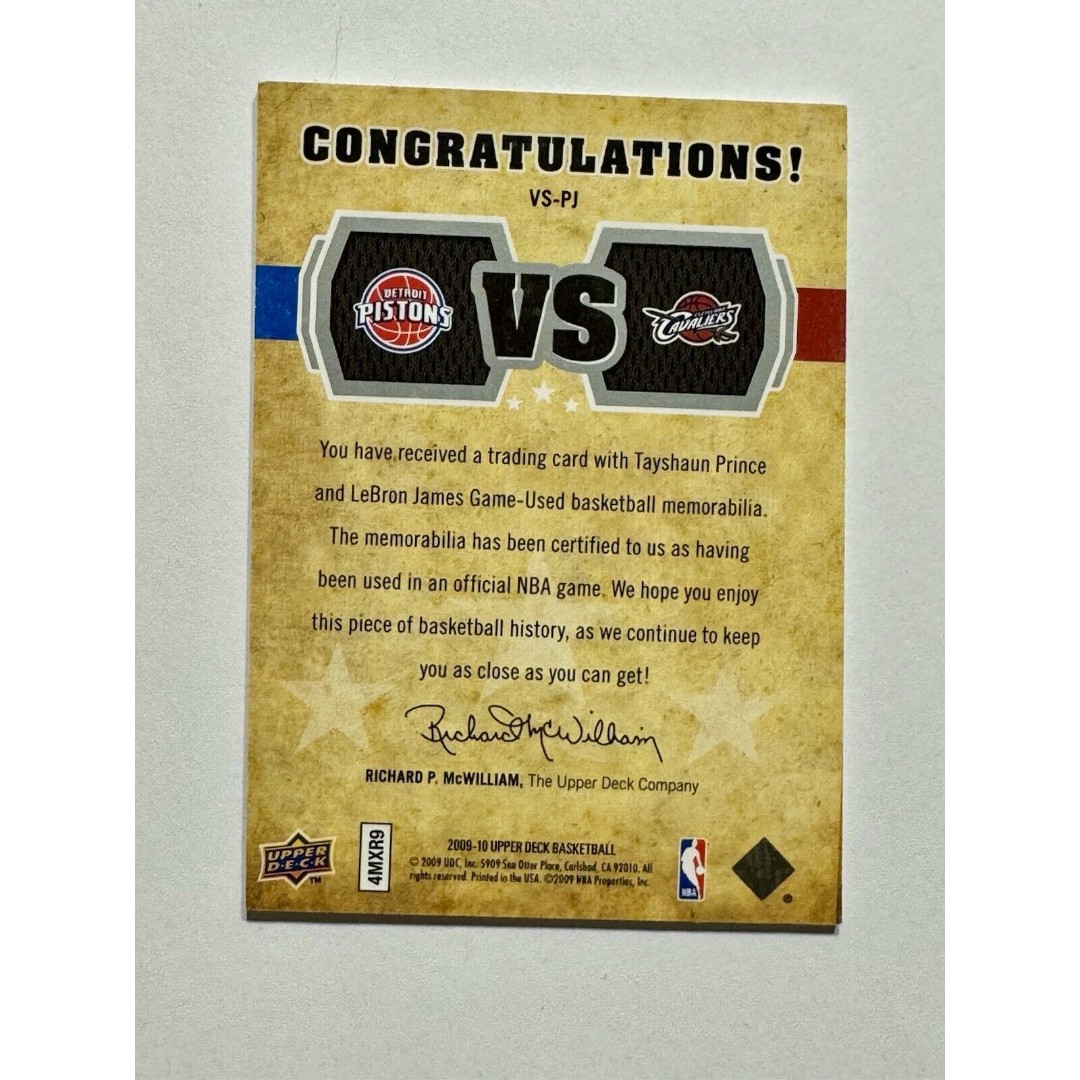 CONGRATULATIONS!
VS-PJ
DETROIT
PISTONS
VS
CLEVELAND
CAVALIERS
You have received a trading card with Tayshaun Prince
and LeBron James Game-Used basketball memorabilia.
The memorabilia has been certified to us as having
been used in an official NBA game. We hope you enjoy
this piece of basketball history, as we continue to keep
you as close as you can get!
Richard McWilliam
RICHARD P. McWILLIAM, The Upper Deck Company
UPPER
D·E·C·K
™
4MXR9
2009-10 UPPER DECK BASKETBALL
© 2009 UDC, Inc. 5909 Sea Otter Place, Carlsbad, CA 92010. All
rights reserved. Printed in the USA. ©2009 NBA Properties, Inc.
NBA
®